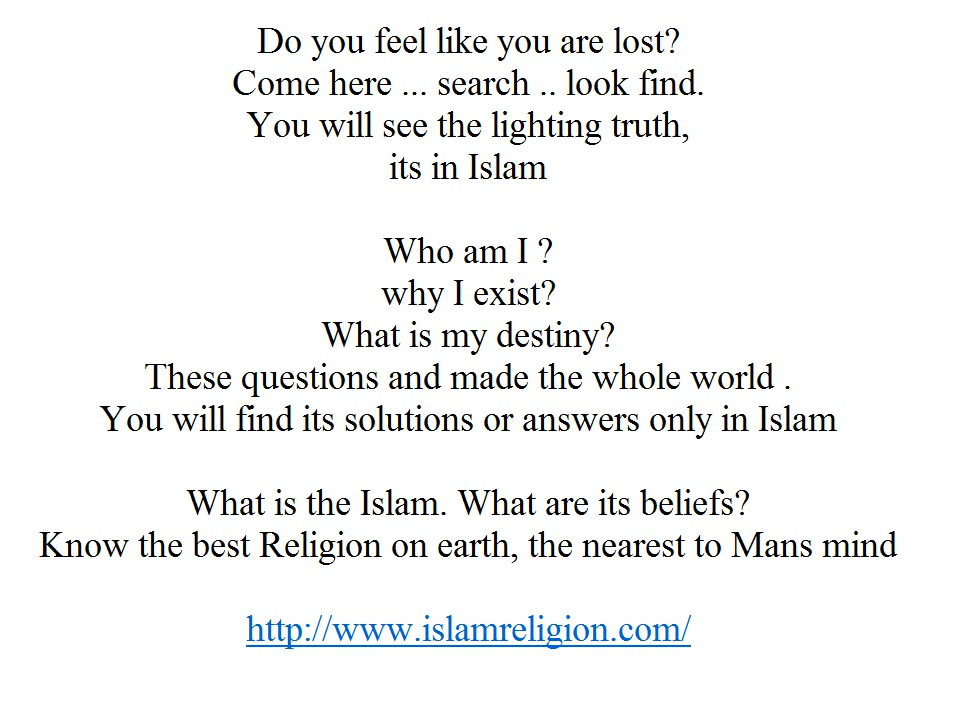 Do you feel like you are lost?
Come here ... search .. look find.
You will see the lighting truth,
its in Islam
Who am I ?
why I exist?
What is my destiny?
These questions and made the whole world .
You will find its solutions or answers only in Islam
What is the Islam. What are its beliefs?
Know the best Religion on earth, the nearest to Mans mind
http://www.islamreligion.com/